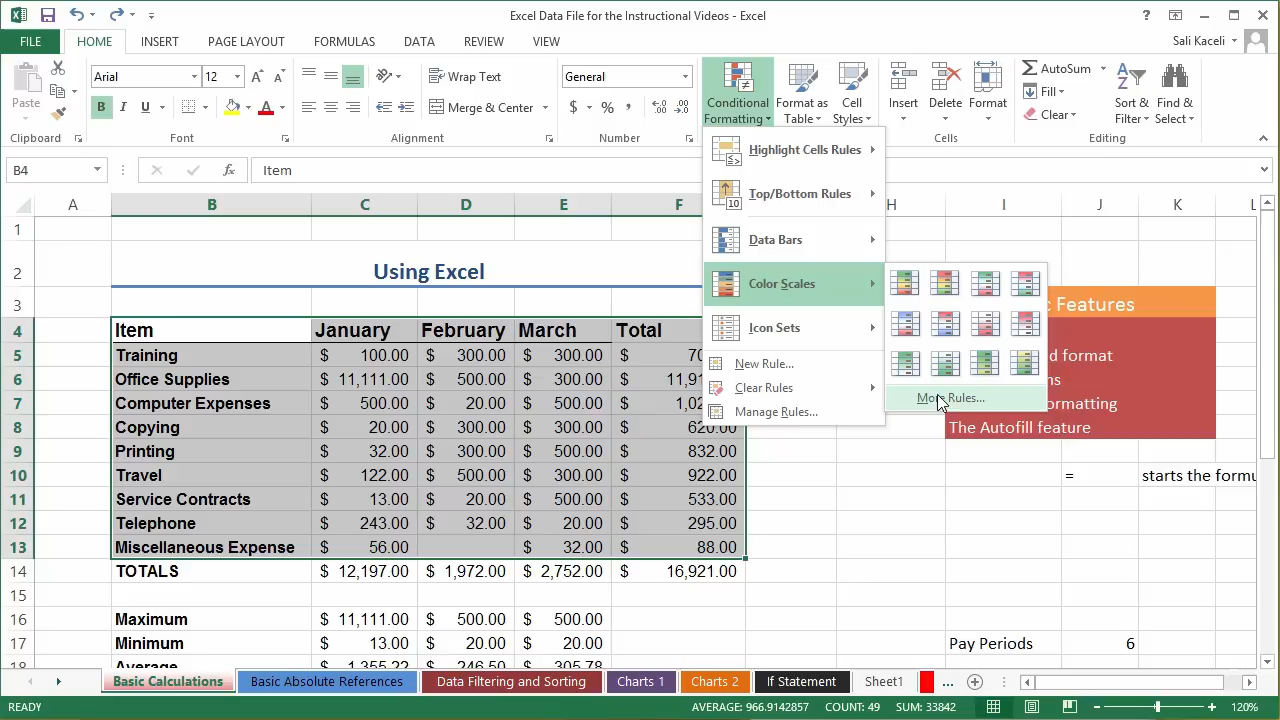 Excel Data File for the Instructional Videos - Excel
Sali Kaceli
FILE HOME INSERT PAGE LAYOUT FORMULAS DATA REVIEW VIEW
Paste
Clipboard
Arial 12
B I U A
Font
Wrap Text
Merge & Center
Alignment
General
$ % ,
Number
Conditional Formatting
Format as Table
Cell Styles
Insert Delete Format
Cells
AutoSum
Fill
Clear
Sort & Filter
Find & Select
Editing
B4 fx Item
Highlight Cells Rules
Top/Bottom Rules
Data Bars
Color Scales
Icon Sets
New Rule...
Clear Rules
Manage Rules...
More Rules...
A B C D E F H I J K L
1
2 Using Excel
3 Features
4 Item January February March Total
5 Training $ 100.00 $ 300.00 $ 300.00 $ format
6 Office Supplies $ 11,111.00 $ 500.00 $ 300.00 $
7 Computer Expenses $ 500.00 $ 20.00 $ 500.00 $
8 Copying $ 20.00 $ 300.00 $ 300.00 $ 620.00 The Autofill feature
9 Printing $ 32.00 $ 300.00 $ 500.00 $ 832.00
10 Travel $ 122.00 $ 500.00 $ 300.00 $ 922.00 = starts the formu
11 Service Contracts $ 13.00 $ 20.00 $ 500.00 $ 533.00
12 Telephone $ 243.00 $ 32.00 $ 20.00 $ 295.00
13 Miscellaneous Expense $ 56.00 $ 32.00 $ 88.00
14 TOTALS $ 12,197.00 $ 1,972.00 $ 2,752.00 $ 16,921.00
15
16 Maximum $ 11,111.00 $ 500.00 $ 500.00
17 Minimum $ 13.00 $ 20.00 $ 20.00 Pay Periods 6
18 Average $ 1,355.22 $ 246.50 $ 305.78
Basic Calculations Basic Absolute References Data Filtering and Sorting Charts 1 Charts 2 If Statement Sheet1 ...
READY AVERAGE: 966.9142857 COUNT: 49 SUM: 33842 120%